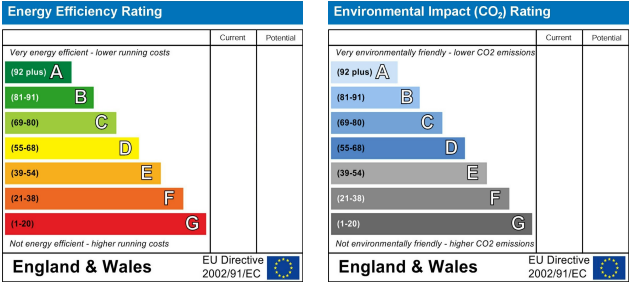 Energy Efficiency Rating
Current Potential
Very energy efficient - lower running costs
(92 plus) A
(81-91) B
(69-80) C
(55-68) D
(39-54) E
(21-38) F
(1-20) G
Not energy efficient - higher running costs
England & Wales
EU Directive
2002/91/EC
Environmental Impact (CO2) Rating
Current Potential
Very environmentally friendly - lower CO2 emissions
(92 plus) A
(81-91) B
(69-80) C
(55-68) D
(39-54) E
(21-38) F
(1-20) G
Not environmentally friendly - higher CO2 emissions
England & Wales
EU Directive
2002/91/EC